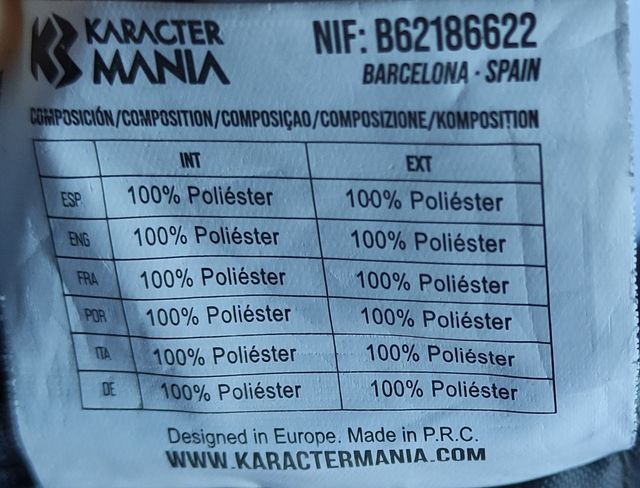 KARACTER
MANIA
NIF: B62186622
BARCELONA · SPAIN
COMPOSICIÓN/COMPOSITION/COMPOSIÇAO/COMPOSIZIONE/KOMPOSITION
INT EXT
ESP 100% Poliéster 100% Poliéster
ENG 100% Poliéster 100% Poliéster
FRA 100% Poliéster 100% Poliéster
POR 100% Poliéster 100% Poliéster
ITA 100% Poliéster 100% Poliéster
DE 100% Poliéster 100% Poliéster
Designed in Europe. Made in P.R.C.
WWW.KARACTERMANIA.COM